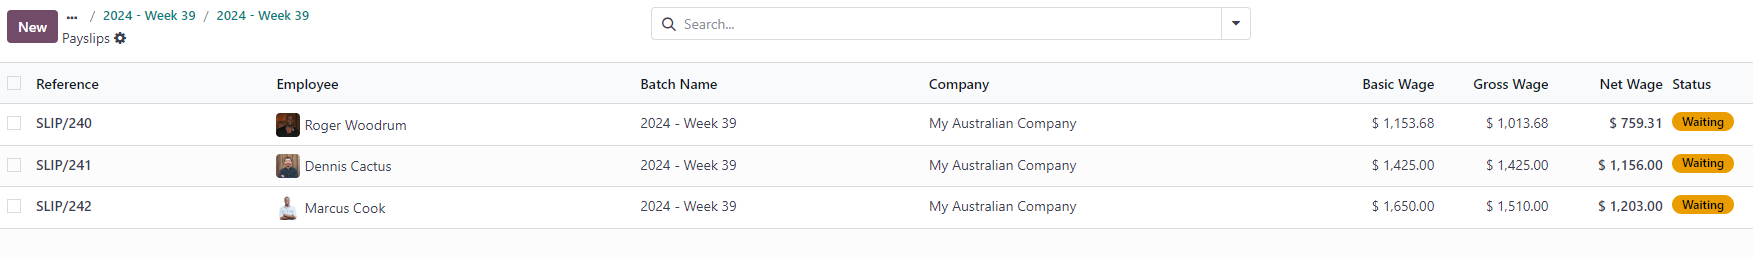 New ... / 2024 - Week 39 / 2024 - Week 39
Payslips
Search...
Reference Employee Batch Name Company Basic Wage Gross Wage Net Wage Status
SLIP/240 Roger Woodrum 2024 - Week 39 My Australian Company $ 1,153.68 $ 1,013.68 $ 759.31 Waiting
SLIP/241 Dennis Cactus 2024 - Week 39 My Australian Company $ 1,425.00 $ 1,425.00 $ 1,156.00 Waiting
SLIP/242 Marcus Cook 2024 - Week 39 My Australian Company $ 1,650.00 $ 1,510.00 $ 1,203.00 Waiting